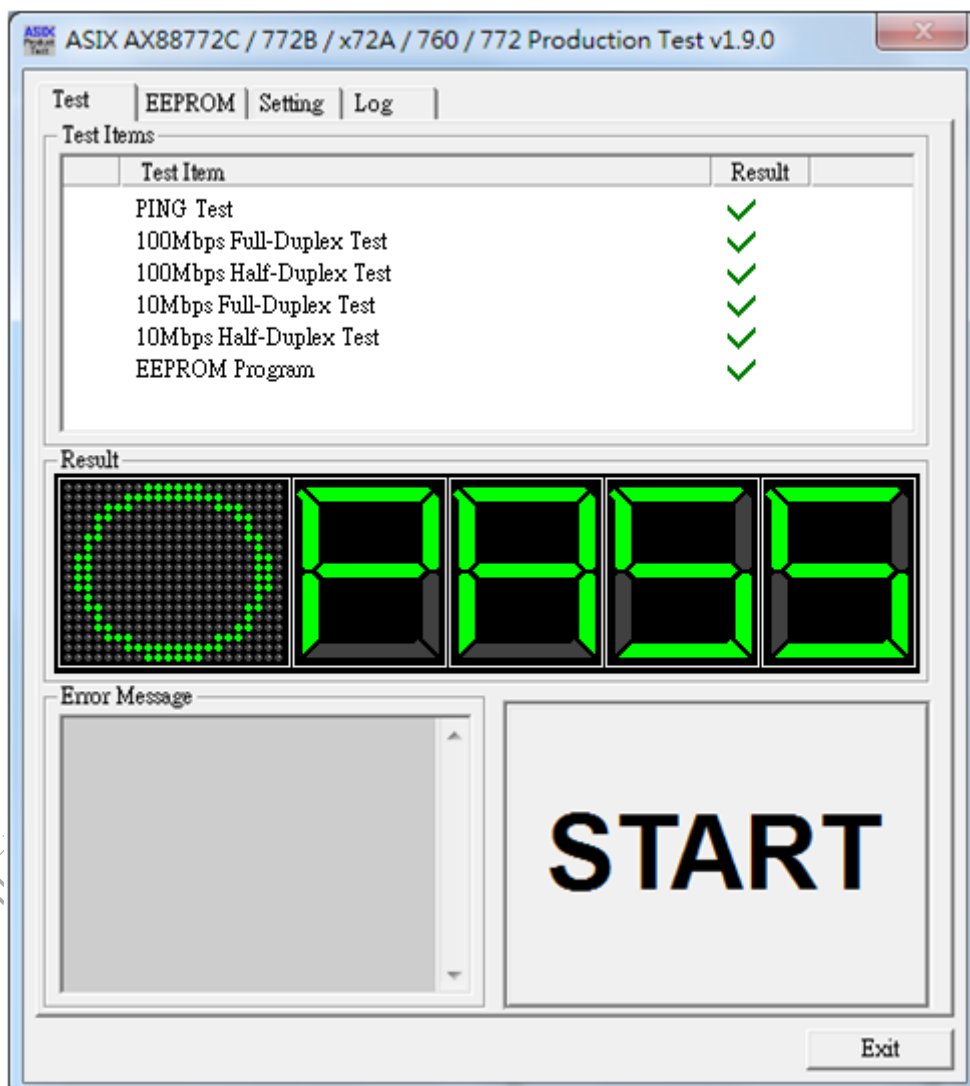 ASIX AX88772C / 772B / x72A / 760 / 772 Production Test v1.9.0
Test EEPROM Setting Log
Test Items
Test Item Result
PING Test
100Mbps Full-Duplex Test
100Mbps Half-Duplex Test
10Mbps Full-Duplex Test
10Mbps Half-Duplex Test
EEPROM Program
Result
PASS
Error Message
START
Exit